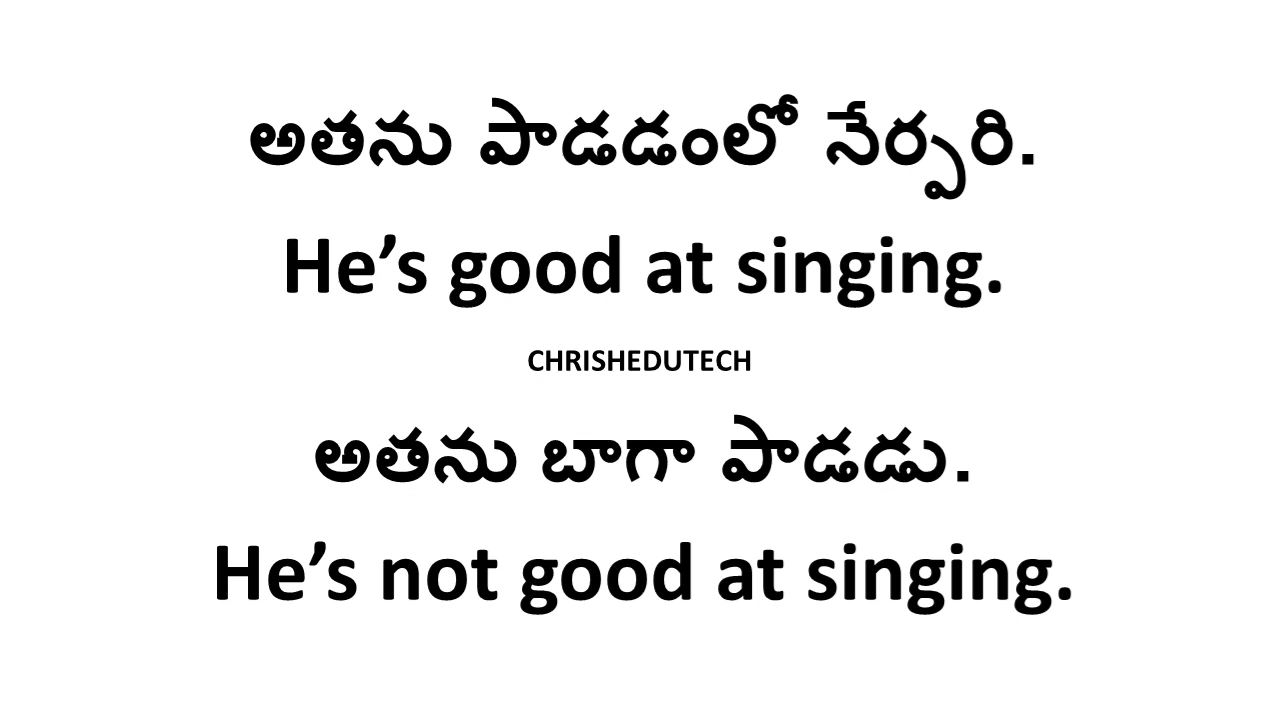 అతను పాడడంలో నేర్పరి.
He’s good at singing.
CHRISHEDUTECH
అతను బాగా పాడడు.
He’s not good at singing.